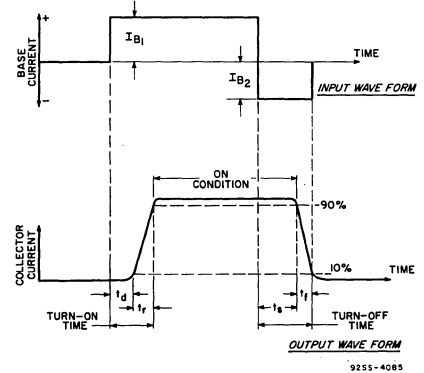 +
BASE
CURRENT
-
IB1
IB2
TIME
INPUT WAVE FORM
ON
CONDITION
90%
10%
COLLECTOR
CURRENT
TIME
td
tr
ts
tf
TURN-ON
TIME
TURN-OFF
TIME
OUTPUT WAVE FORM
92SS-4085